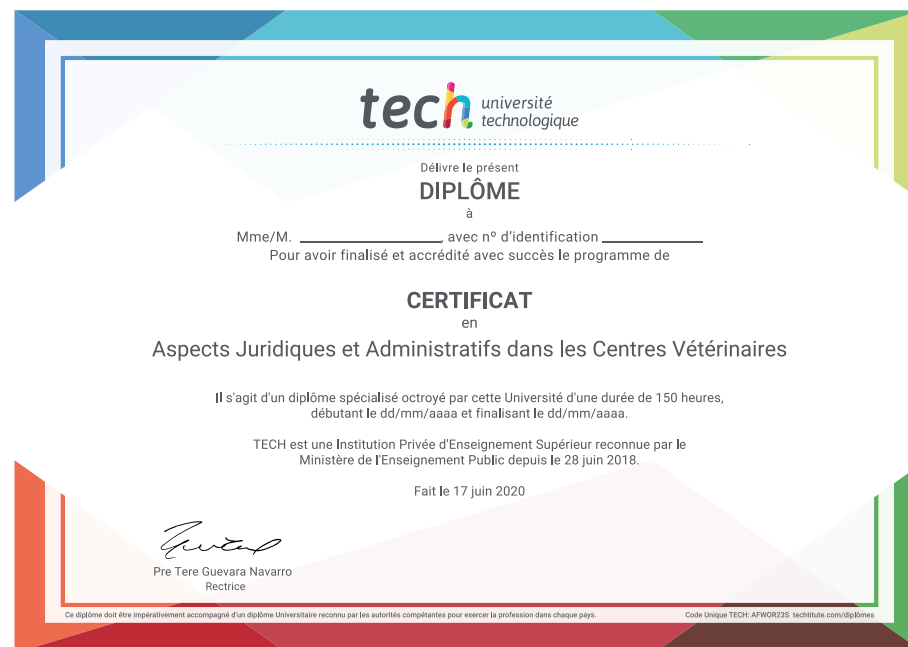 tech université
technologique
Délivre le présent
DIPLÔME
à
Mme/M. ____________________, avec nº d'identification ______________
Pour avoir finalisé et accrédité avec succès le programme de
CERTIFICAT
en
Aspects Juridiques et Administratifs dans les Centres Vétérinaires
Il s'agit d'un diplôme spécialisé octroyé par cette Université d'une durée de 150 heures,
débutant le dd/mm/aaaa et finalisant le dd/mm/aaaa.
TECH est une Institution Privée d'Enseignement Supérieur reconnue par le
Ministère de l'Enseignement Public depuis le 28 juin 2018.
Fait le 17 juin 2020
Pre Tere Guevara Navarro
Rectrice
Ce diplôme doit être impérativement accompagné d'un diplôme Universitaire reconnu par les autorités compétentes pour exercer la profession dans chaque pays.
Code Unique TECH: AFWOR23S techtitute.com/diplômes